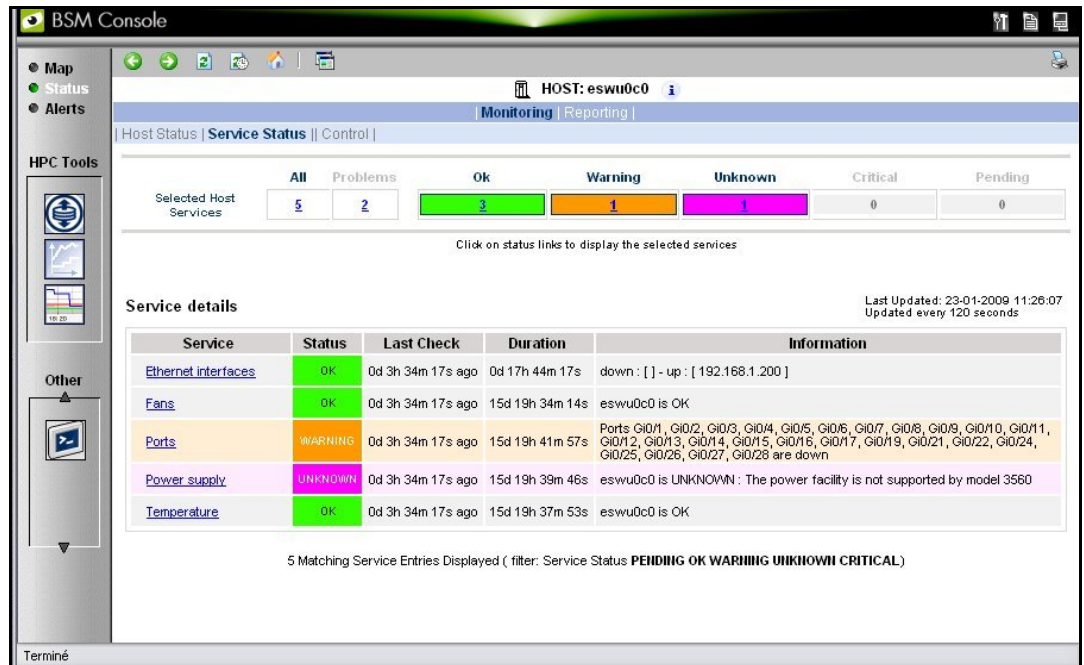 BSM Console
Map
Status
Alerts
HOST: eswu0c0
| Monitoring | Reporting |
| Host Status | Service Status || Control |
HPC Tools
All Problems Ok Warning Unknown Critical Pending
Selected Host Services 5 2 3 1 1 0 0
Click on status links to display the selected services
Service details
Last Updated: 23-01-2009 11:26:07
Updated every 120 seconds
Service Status Last Check Duration Information
Ethernet interfaces OK 0d 3h 34m 17s ago 0d 17h 44m 17s down : [ ] - up : [ 192.168.1.200 ]
Fans OK 0d 3h 34m 17s ago 15d 19h 34m 14s eswu0c0 is OK
Ports WARNING 0d 3h 34m 17s ago 15d 19h 41m 57s Ports Gi0/1, Gi0/2, Gi0/3, Gi0/4, Gi0/5, Gi0/6, Gi0/7, Gi0/8, Gi0/9, Gi0/10, Gi0/11,
Gi0/12, Gi0/13, Gi0/14, Gi0/15, Gi0/16, Gi0/17, Gi0/19, Gi0/21, Gi0/22, Gi0/24,
Gi0/25, Gi0/26, Gi0/27, Gi0/28 are down
Power supply UNKNOWN 0d 3h 34m 17s ago 15d 19h 39m 46s eswu0c0 is UNKNOWN : The power facility is not supported by model 3560
Temperature OK 0d 3h 34m 17s ago 15d 19h 37m 53s eswu0c0 is OK
5 Matching Service Entries Displayed ( filter: Service Status PENDING OK WARNING UNKNOWN CRITICAL)
Other
Terminé